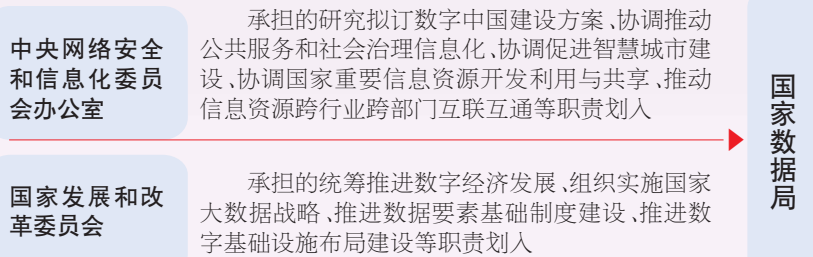 中央网络安全
和信息化委员
会办公室
承担的研究拟订数字中国建设方案、协调推动
公共服务和社会治理信息化、协调促进智慧城市建
设、协调国家重要信息资源开发利用与共享、推动
信息资源跨行业跨部门互联互通等职责划入
国家发展和改
革委员会
承担的统筹推进数字经济发展、组织实施国家
大数据战略、推进数据要素基础制度建设、推进数
字基础设施布局建设等职责划入
国家数据局